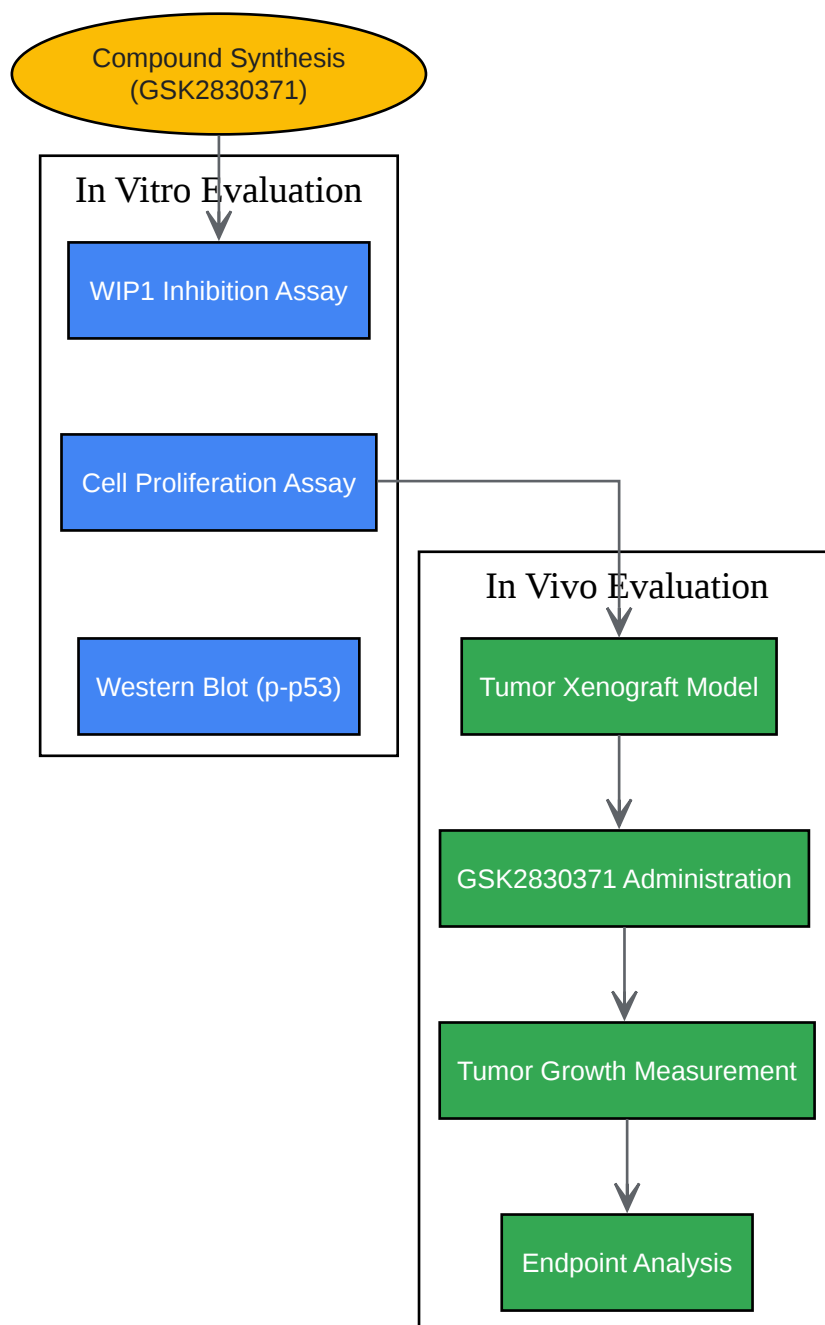 Compound Synthesis
(GSK2830371)
In Vitro Evaluation
WIP1 Inhibition Assay
Cell Proliferation Assay
Western Blot (p-p53)
In Vivo Evaluation
Tumor Xenograft Model
GSK2830371 Administration
Tumor Growth Measurement
Endpoint Analysis